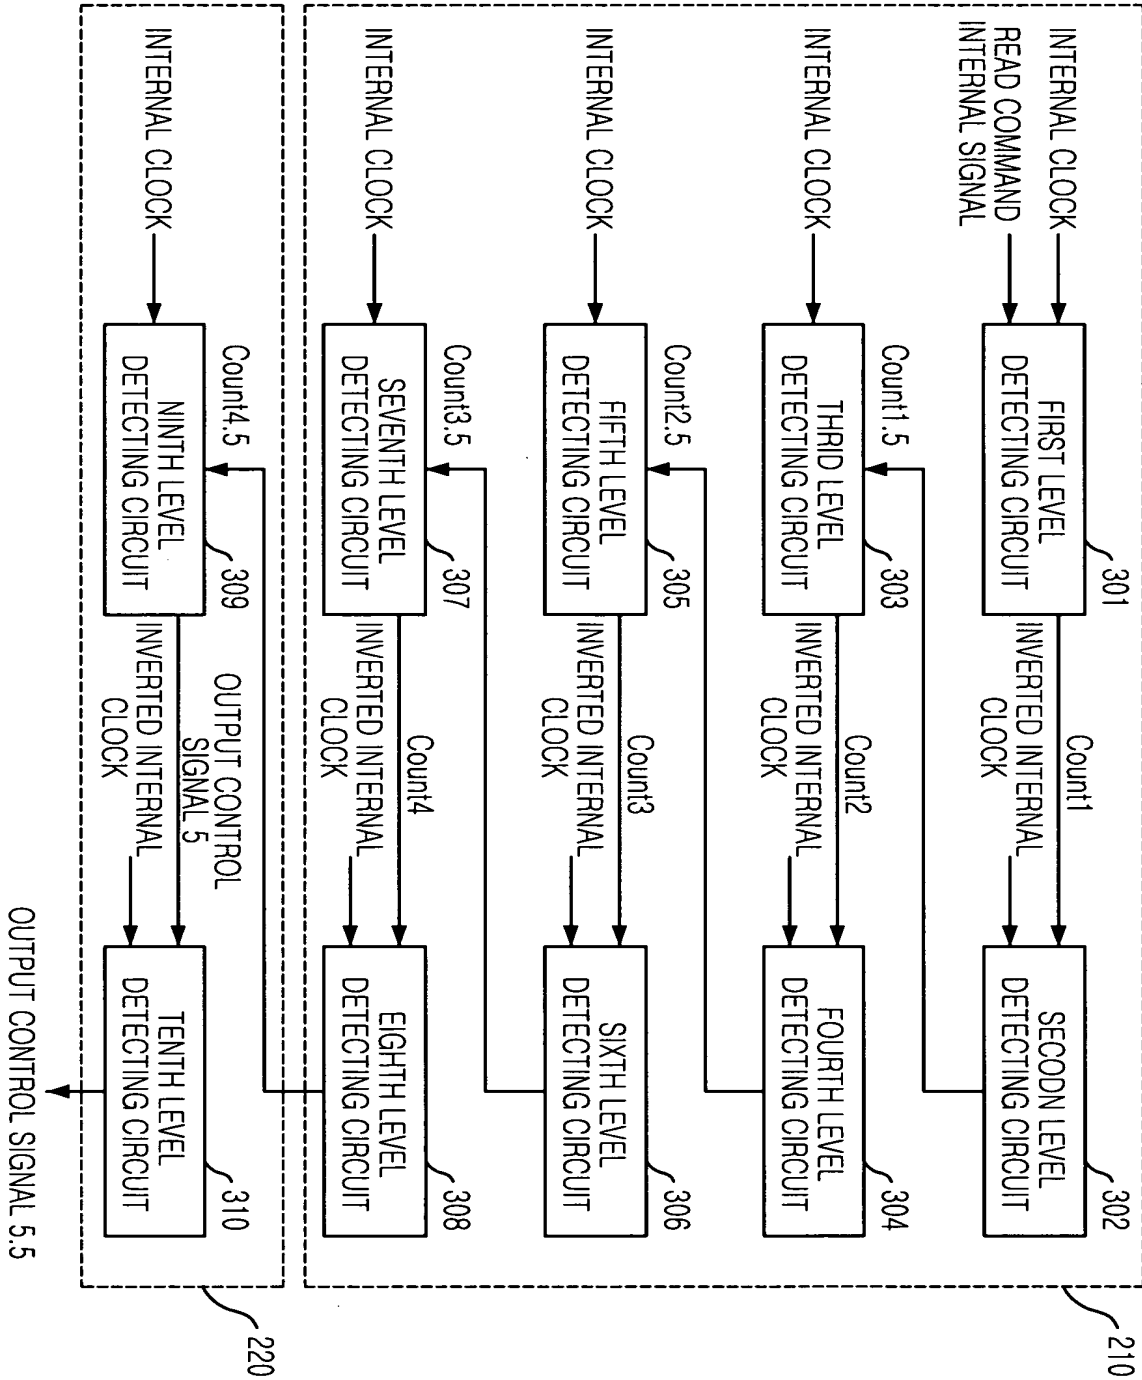 INTERNAL CLOCK
READ COMMAND
INTERNAL SIGNAL
FIRST LEVEL
DETECTING CIRCUIT
301
Count1
INVERTED INTERNAL
CLOCK
SECODN LEVEL
DETECTING CIRCUIT
302
210
Count1.5
INTERNAL CLOCK
THRID LEVEL
DETECTING CIRCUIT
303
Count2
INVERTED INTERNAL
CLOCK
FOURTH LEVEL
DETECTING CIRCUIT
304
Count2.5
INTERNAL CLOCK
FIFTH LEVEL
DETECTING CIRCUIT
305
Count3
INVERTED INTERNAL
CLOCK
SIXTH LEVEL
DETECTING CIRCUIT
306
Count3.5
INTERNAL CLOCK
SEVENTH LEVEL
DETECTING CIRCUIT
307
Count4
INVERTED INTERNAL
CLOCK
EIGHTH LEVEL
DETECTING CIRCUIT
308
Count4.5
INTERNAL CLOCK
NINTH LEVEL
DETECTING CIRCUIT
309
OUTPUT CONTROL
SIGNAL 5
INVERTED INTERNAL
CLOCK
TENTH LEVEL
DETECTING CIRCUIT
310
220
OUTPUT CONTROL SIGNAL 5.5